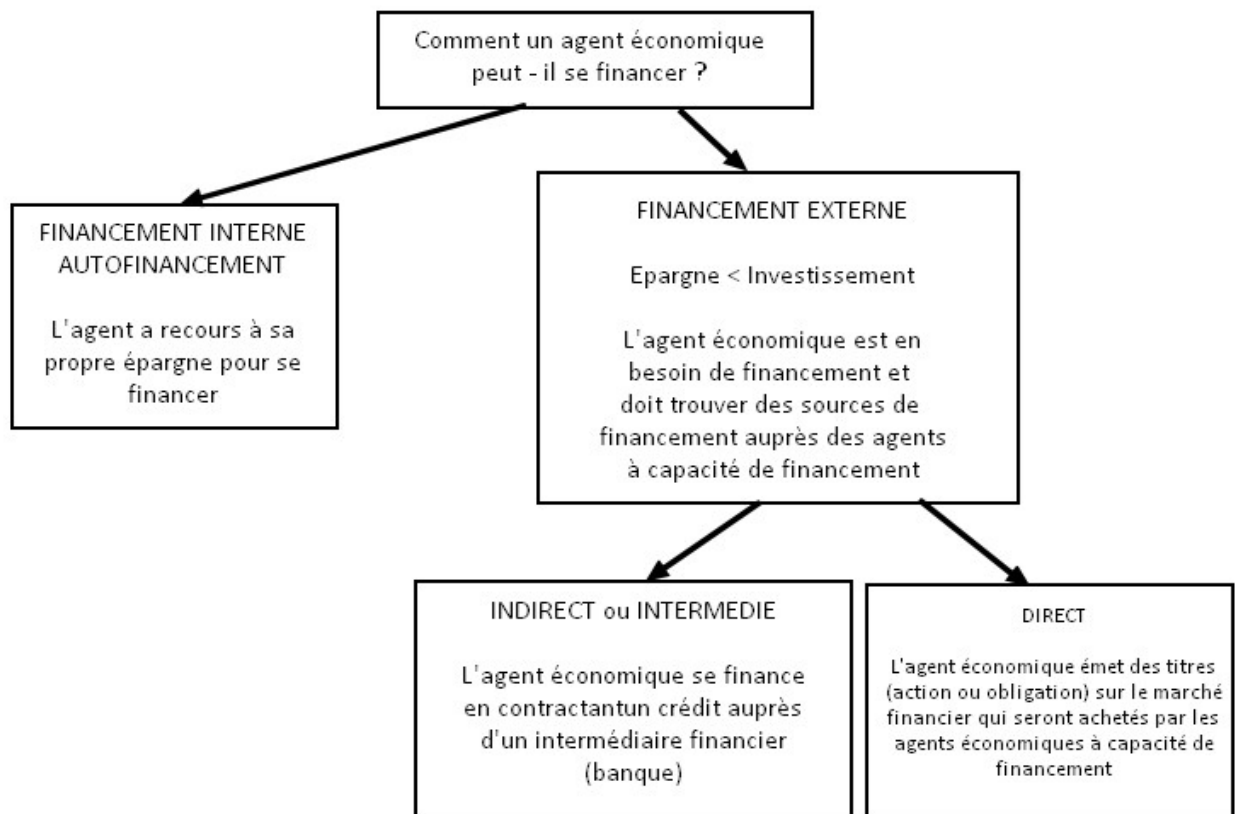 Comment un agent économique
peut - il se financer ?
FINANCEMENT INTERNE
AUTOFINANCEMENT
L'agent a recours à sa
propre épargne pour se
financer
FINANCEMENT EXTERNE
Epargne < Investissement
L'agent économique est en
besoin de financement et
doit trouver des sources de
financement auprès des agents
à capacité de financement
INDIRECT ou INTERMEDIE
L'agent économique se finance
en contractantun crédit auprès
d'un intermédiaire financier
(banque)
DIRECT
L'agent économique émet des titres
(action ou obligation) sur le marché
financier qui seront achetés par les
agents économiques à capacité de
financement